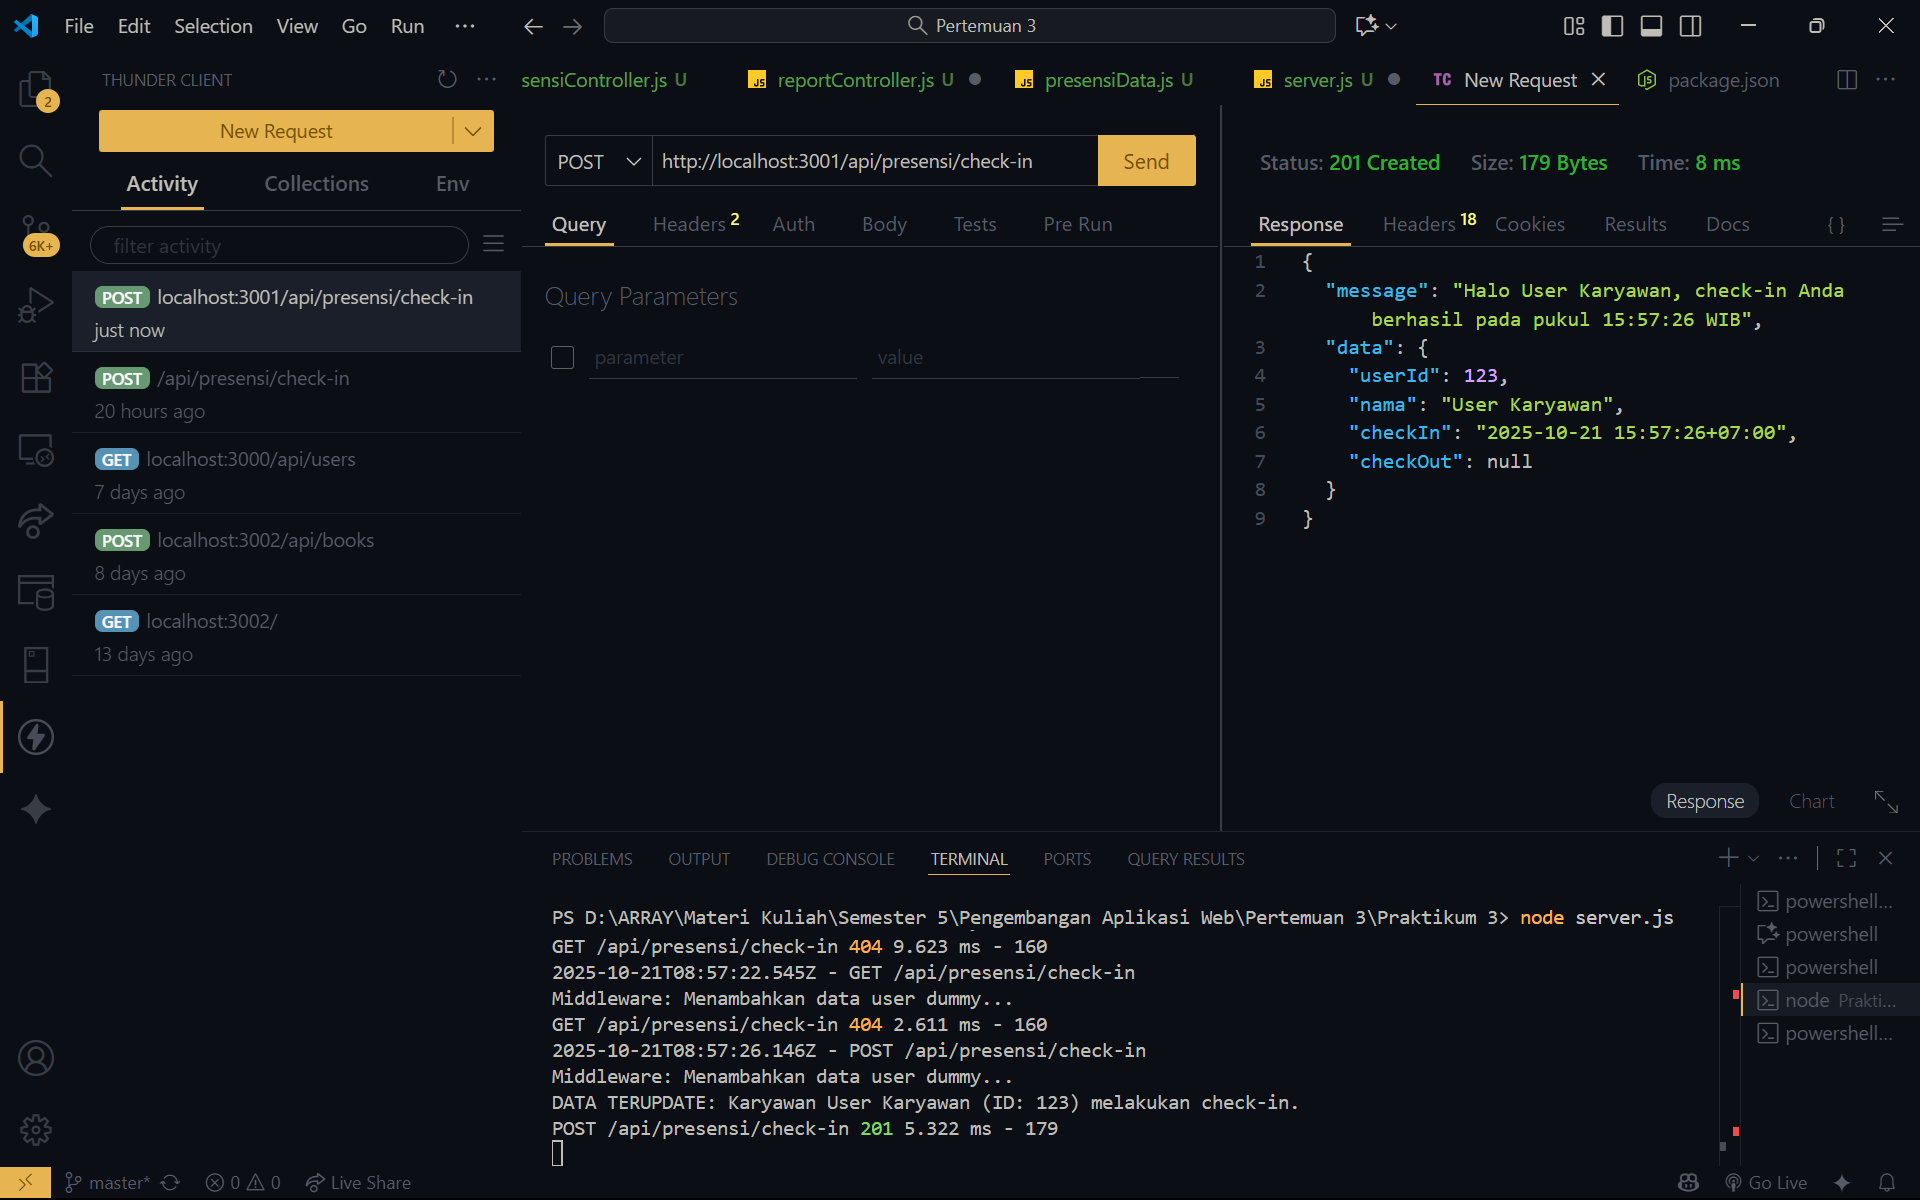 File Edit Selection View Go Run ···
Pertemuan 3
THUNDER CLIENT
sensiController.js U
reportController.js U
presensiData.js U
server.js U
TC New Request
package.json
2
New Request
Activity Collections Env
filter activity
6K+
POST localhost:3001/api/presensi/check-in
just now
POST /api/presensi/check-in
20 hours ago
GET localhost:3000/api/users
7 days ago
POST localhost:3002/api/books
8 days ago
GET localhost:3002/
13 days ago
POST http://localhost:3001/api/presensi/check-in Send
Query Headers 2 Auth Body Tests Pre Run
Query Parameters
parameter value
Status: 201 Created Size: 179 Bytes Time: 8 ms
Response Headers 18 Cookies Results Docs { }
1 {
2 "message": "Halo User Karyawan, check-in Anda
berhasil pada pukul 15:57:26 WIB",
3 "data": {
4 "userId": 123,
5 "nama": "User Karyawan",
6 "checkIn": "2025-10-21 15:57:26+07:00",
7 "checkOut": null
8 }
9 }
Response Chart
PROBLEMS OUTPUT DEBUG CONSOLE TERMINAL PORTS QUERY RESULTS
PS D:\ARRAY\Materi Kuliah\Semester 5\Pengembangan Aplikasi Web\Pertemuan 3\Praktikum 3> node server.js
GET /api/presensi/check-in 404 9.623 ms - 160
2025-10-21T08:57:22.545Z - GET /api/presensi/check-in
Middleware: Menambahkan data user dummy...
GET /api/presensi/check-in 404 2.611 ms - 160
2025-10-21T08:57:26.146Z - POST /api/presensi/check-in
Middleware: Menambahkan data user dummy...
DATA TERUPDATE: Karyawan User Karyawan (ID: 123) melakukan check-in.
POST /api/presensi/check-in 201 5.322 ms - 179
powershell...
powershell
powershell
node Prakti...
powershell...
master* 0 0 Live Share
Go Live